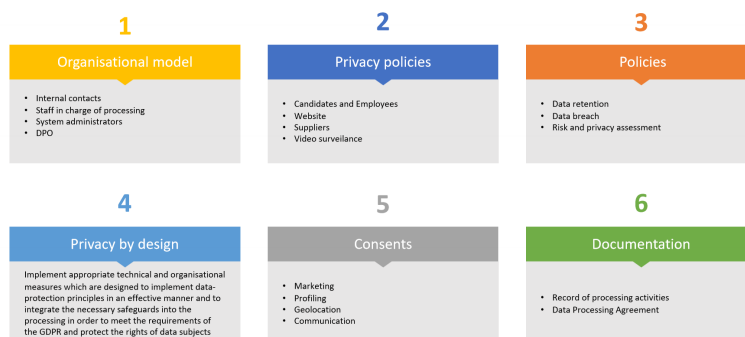 1
Organisational model
• Internal contacts
• Staff in charge of processing
• System administrators
• DPO
2
Privacy policies
• Candidates and Employees
• Website
• Suppliers
• Video surveilance
3
Policies
• Data retention
• Data breach
• Risk and privacy assessment
4
Privacy by design
Implement appropriate technical and organisational
measures which are designed to implement data-
protection principles in an effective manner and to
integrate the necessary safeguards into the
processing in order to meet the requirements of
the GDPR and protect the rights of data subjects
5
Consents
• Marketing
• Profiling
• Geolocation
• Communication
6
Documentation
• Record of processing activities
• Data Processing Agreement